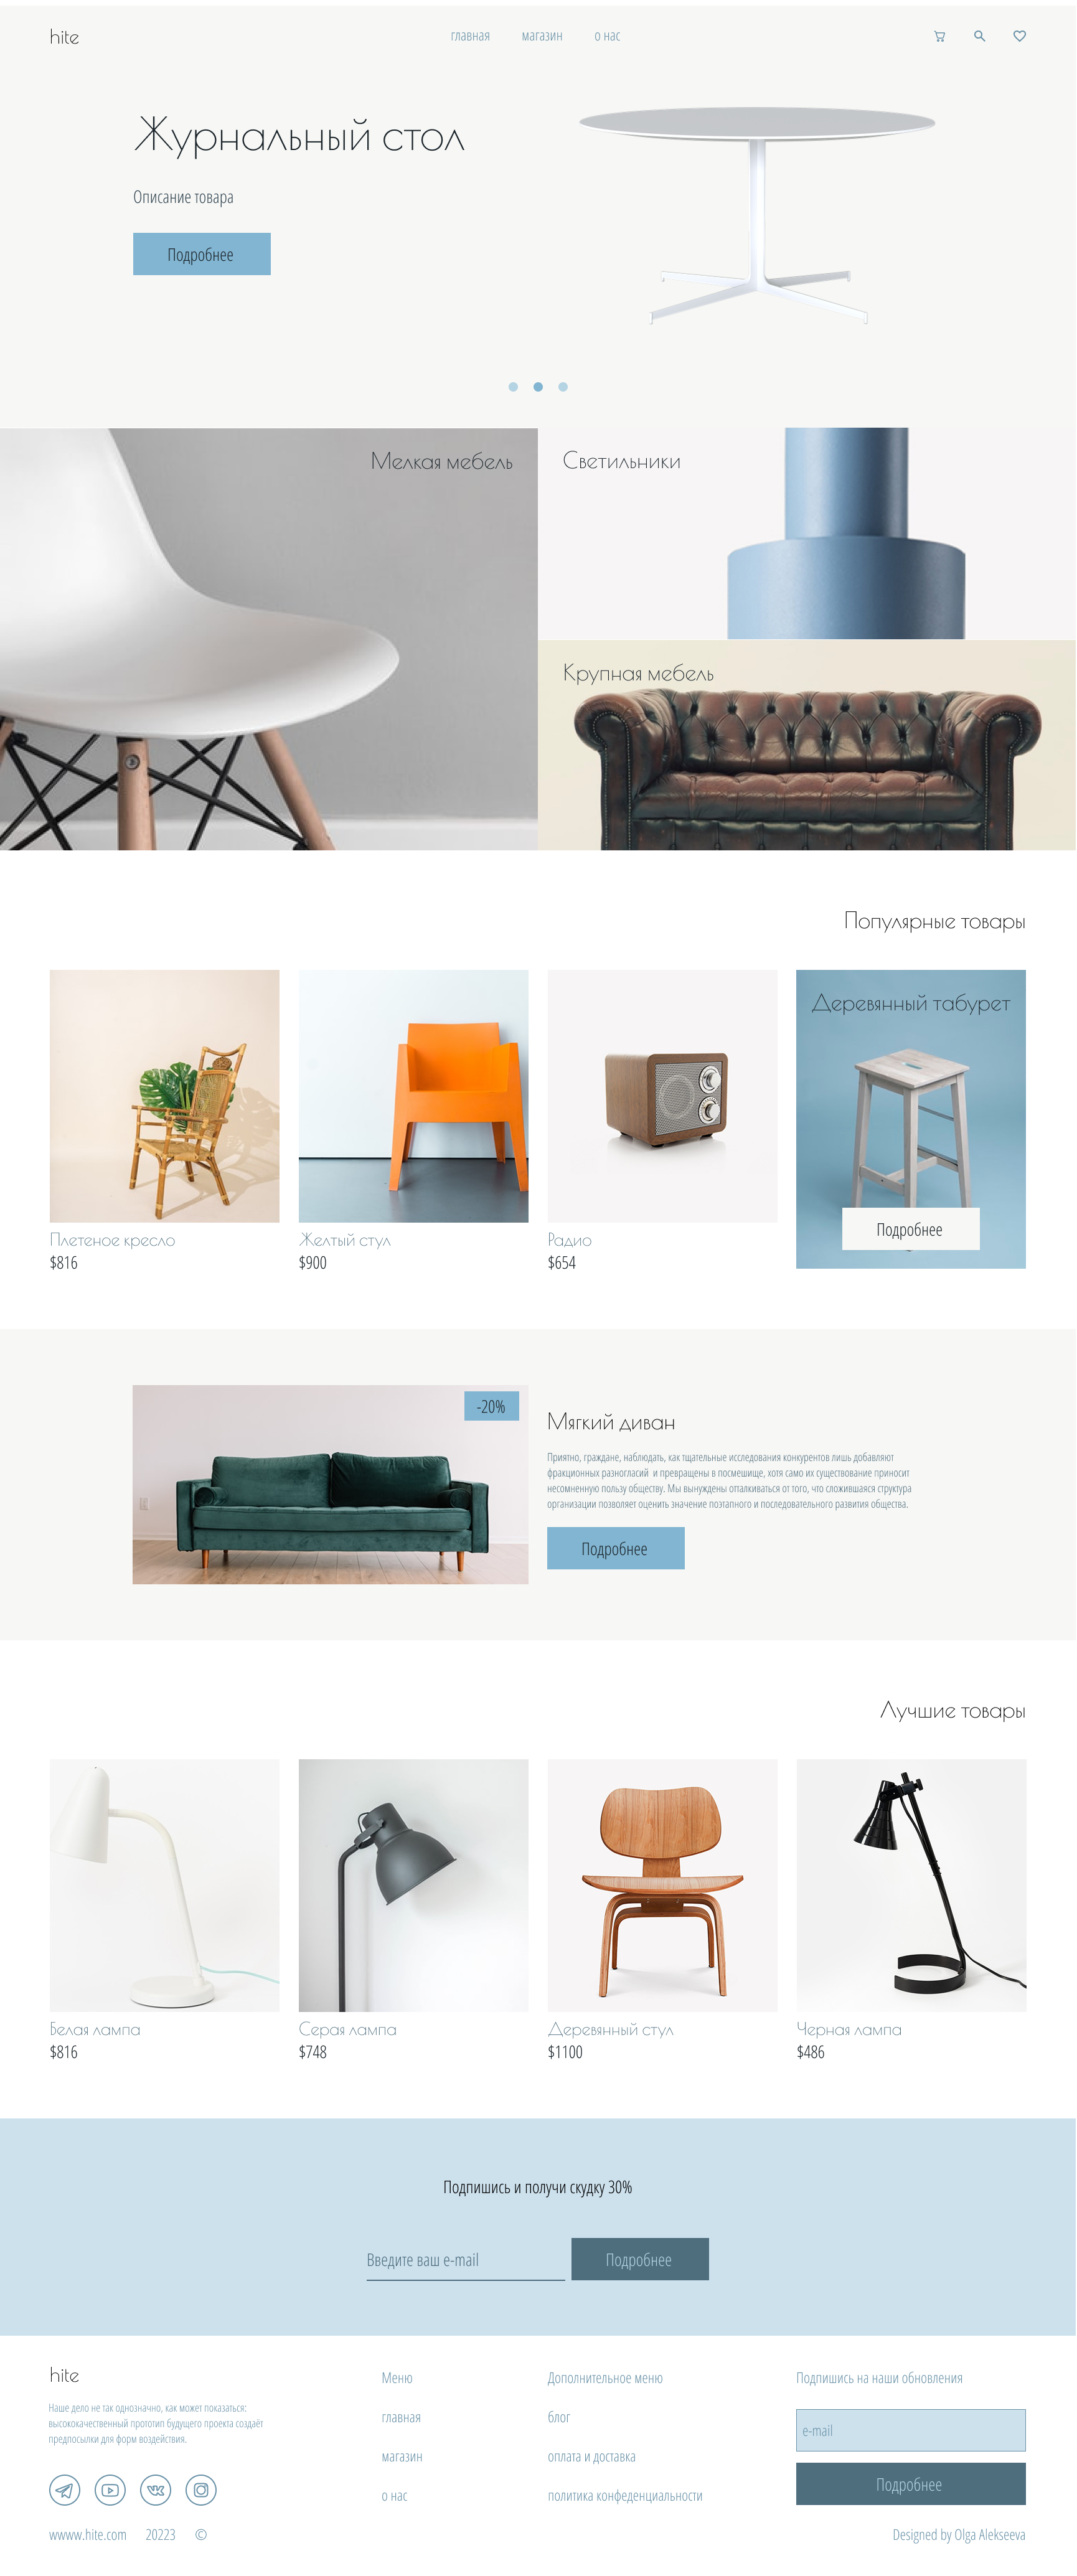 hite
главная
магазин
о нас
Журнальный стол
Описание товара
Подробнее
Мелкая мебель
Светильники
Крупная мебель
Популярные товары
Плетеное кресло
$816
Желтый стул
$900
Радио
$654
Деревянный табурет
Подробнее
-20%
Мягкий диван
Приятно, граждане, наблюдать, как тщательные исследования конкурентов лишь добавляют
фракционных разногласий и превращены в посмешище, хотя само их существование приносит
несомненную пользу обществу. Мы вынуждены отталкиваться от того, что сложившаяся структура
организации позволяет оценить значение поэтапного и последовательного развития общества.
Подробнее
Лучшие товары
Белая лампа
$816
Серая лампа
$748
Деревянный стул
$1100
Черная лампа
$486
Подпишись и получи скудку 30%
Введите ваш e-mail
Подробнее
hite
Наше дело не так однозначно, как может показаться:
высококачественный прототип будущего проекта создаёт
предпосылки для форм воздействия.
Меню
главная
магазин
о нас
Дополнительное меню
блог
оплата и доставка
политика конфеденциальности
Подпишись на наши обновления
e-mail
Подробнее
wwww.hite.com 20223 ©
Designed by Olga Alekseeva